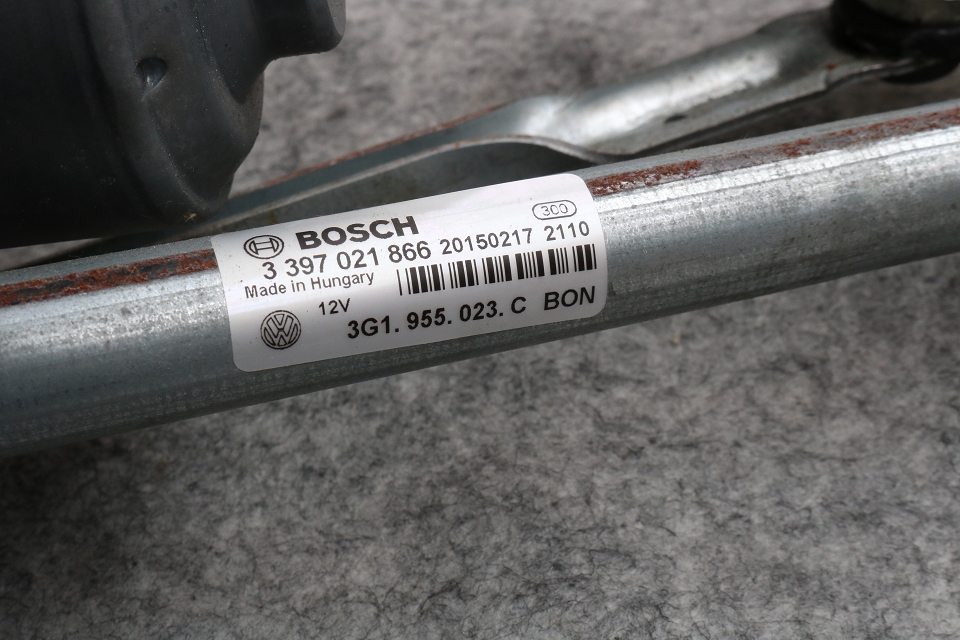 BOSCH 300
3 397 021 866 20150217 2110
Made in Hungary
12V
3G1. 955. 023. C BON